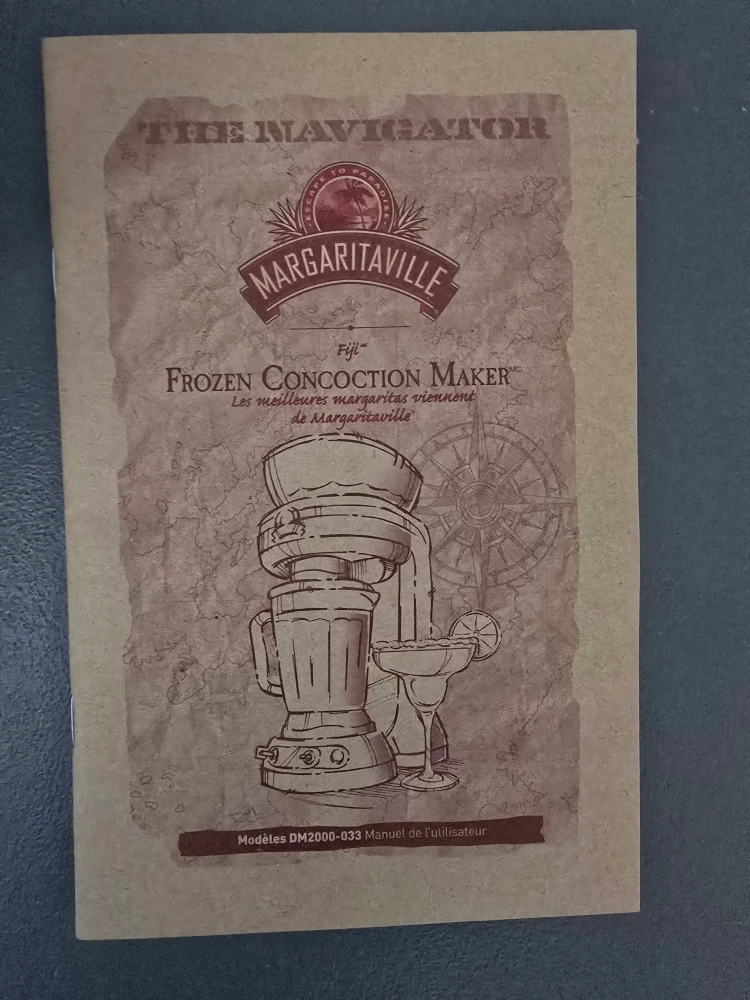 THE NAVIGATOR
ESCAPE TO PARADISE
MARGARITAVILLE
Fiji™
FROZEN CONCOCTION MAKER MC
Les meilleures margaritas viennent
de Margaritaville
Modèles DM2000-033 Manuel de l'utilisateur